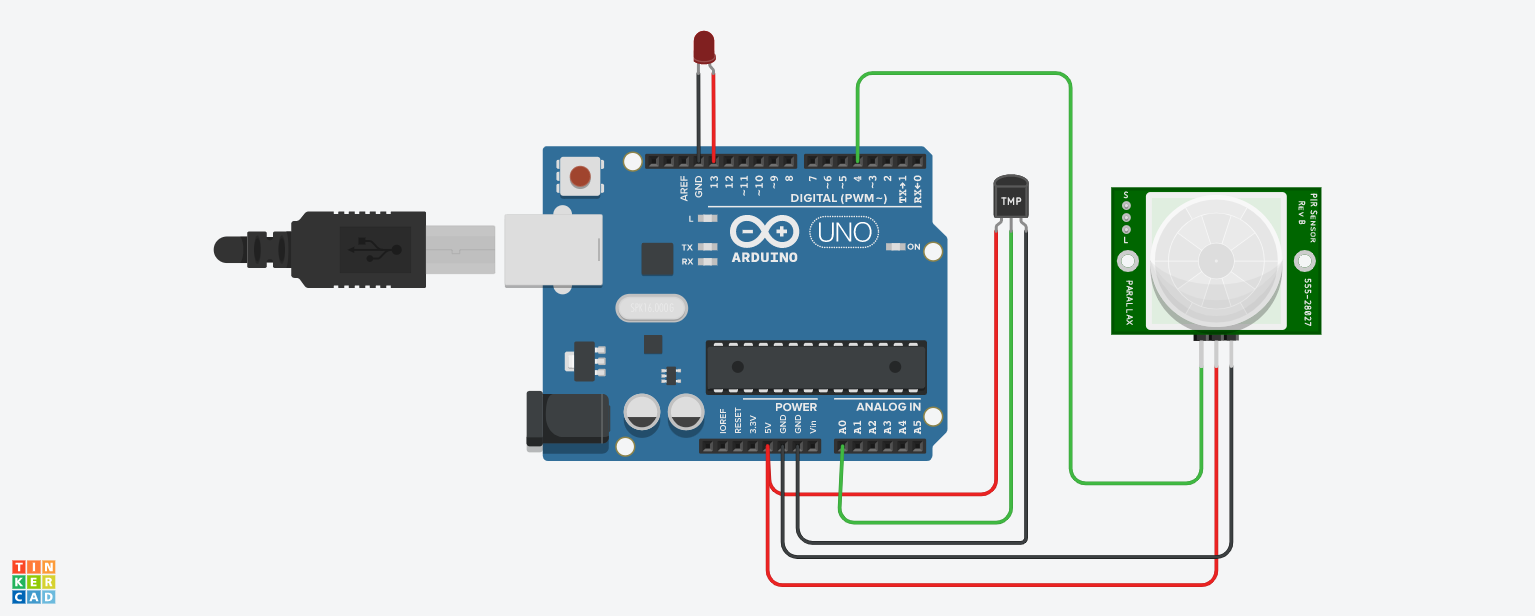 AREF
GND
13
12
~11
~10
~9
8
7
~6
~5
4
~3
2
TX→1
RX←0
DIGITAL (PWM~)
L
TX
RX
UNO
ON
ARDUINO
TMP
S
L
PIR SENSOR
REV B
PARALLAX
555-28027
POWER
ANALOG IN
IOREF
RESET
3.3V
5V
GND
GND
Vin
A0
A1
A2
A3
A4
A5
TIN
KER
CAD